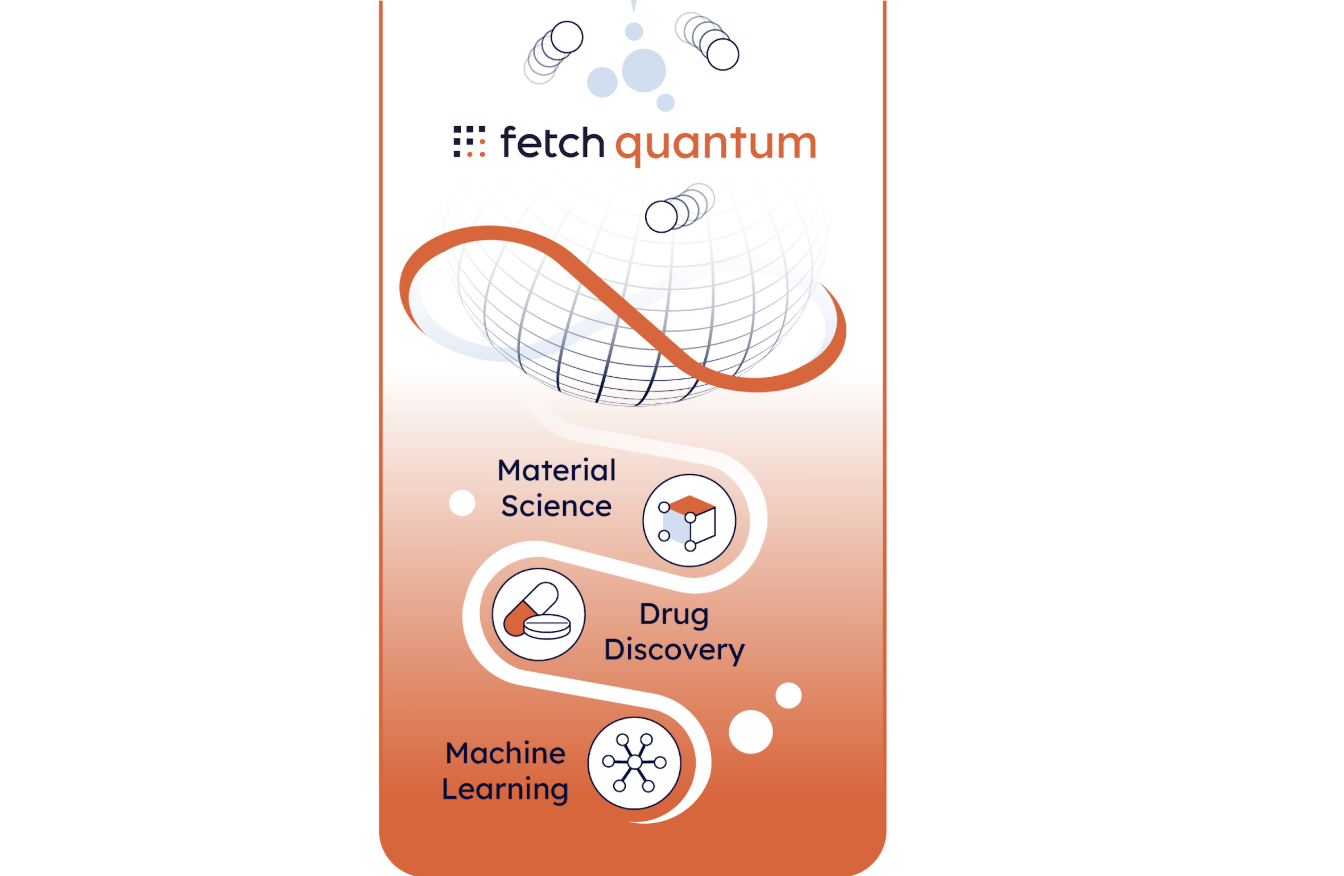 fetch quantum
Material
Science
Drug
Discovery
Machine
Learning